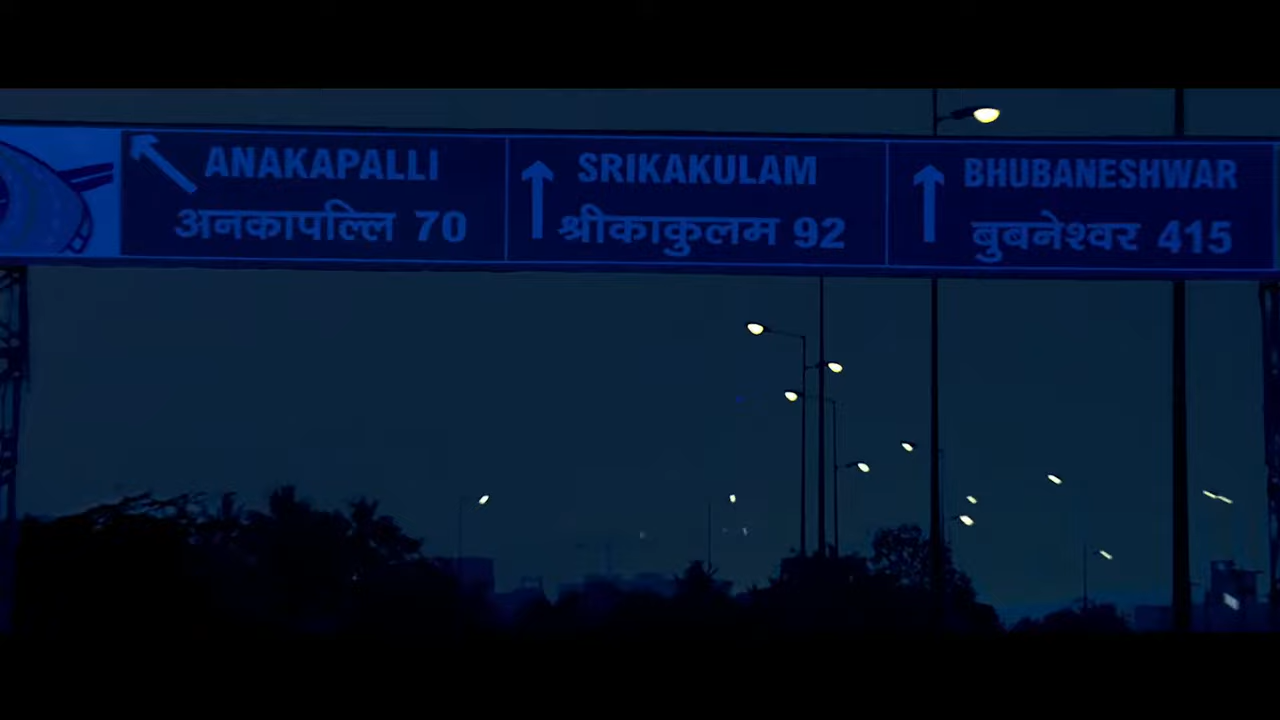 ANAKAPALLI
अनकापल्लि 70
SRIKAKULAM
श्रीकाकुलम 92
BHUBANESHWAR
बुबनेश्वर 415